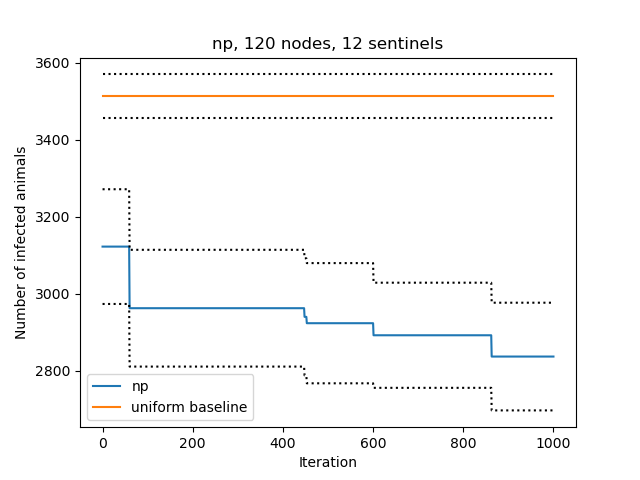 np, 120 nodes, 12 sentinels
Number of infected animals
3600
3400
3200
3000
2800
np
uniform baseline
0
200
400
600
800
1000
Iteration